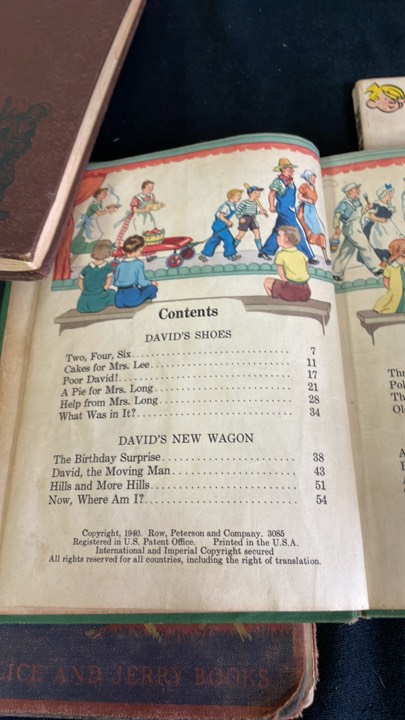 Contents
DAVID'S SHOES
Two, Four, Six 7
Cakes for Mrs. Lee 11
Poor David! 17
A Pie for Mrs. Long 21
Help from Mrs. Long 28
What Was in It? 34
DAVID'S NEW WAGON
The Birthday Surprise 38
David, the Moving Man 43
Hills and More Hills 51
Now, Where Am I? 54
Copyright, 1940. Row, Peterson and Company. 3085
Registered in U.S. Patent Office. Printed in the U.S.A.
International and Imperial Copyright secured
All rights reserved for all countries, including the right of translation.
LICE AND JERRY BOOKS